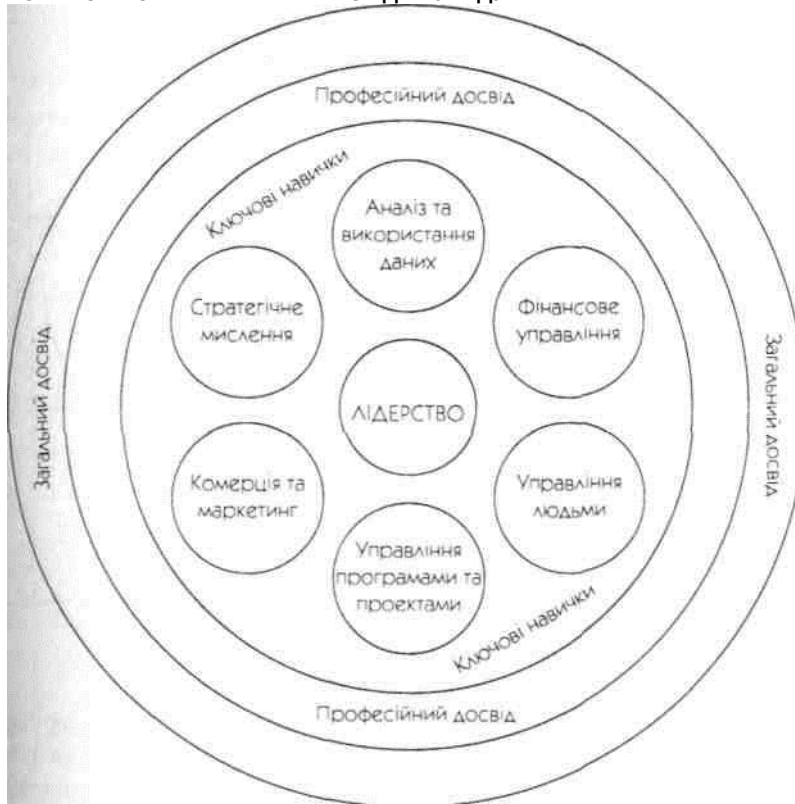 Професійний досвід
Ключові навички
Аналіз та
використання
даних
Стратегічне
мислення
Фінансове
управління
Загальний досвід
ЛІДЕРСТВО
Загальний досвід
Комерція та
маркетинг
Управління
людьми
Управління
програмами та
проектами
Ключові навички
Професійний досвід